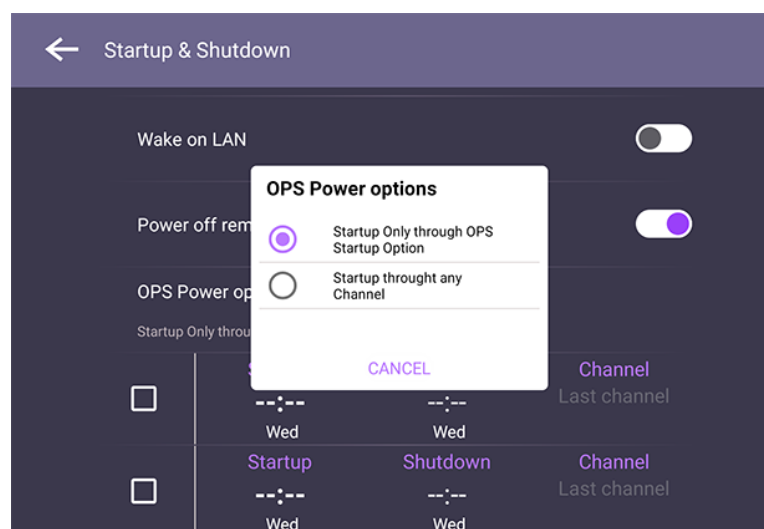 Startup & Shutdown
Wake on LAN
OPS Power options
Power off rem
Startup Only through OPS
Startup Option
Startup throught any
Channel
OPS Power op
Startup Only throu
CANCEL
Channel
--:--
--:--
Last channel
Wed
Wed
Startup
Shutdown
Channel
--:--
--:--
Last channel
Wed
Wed